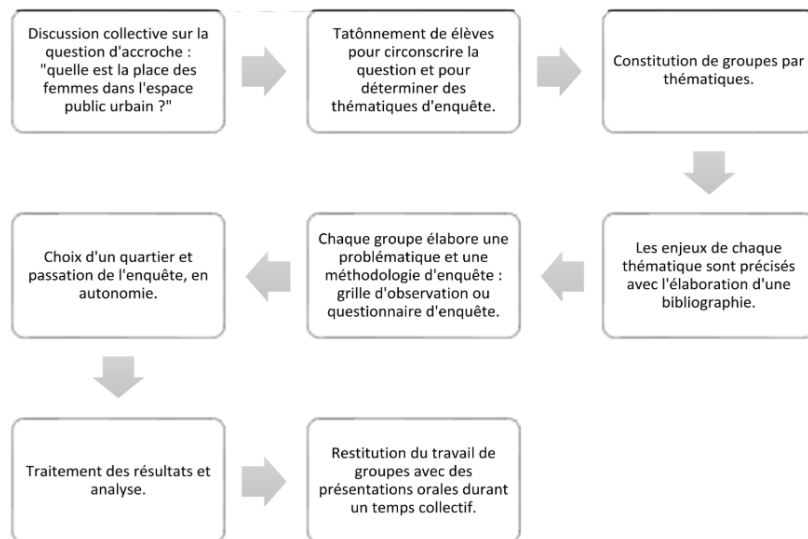 Discussion collective sur la
question d'accroche :
"quelle est la place des
femmes dans l'espace
public urbain ?"
Tatônnement de élèves
pour circonscrire la
question et pour
déterminer des
thématiques d'enquête.
Constitution de groupes par
thématiques.
Les enjeux de chaque
thématique sont précisés
avec l'élaboration d'une
bibliographie.
Chaque groupe élabore une
problématique et une
méthodologie d'enquête :
grille d'observation ou
questionnaire d'enquête.
Choix d'un quartier et
passation de l'enquête, en
autonomie.
Traitement des résultats et
analyse.
Restitution du travail de
groupes avec des
présentations orales durant
un temps collectif.